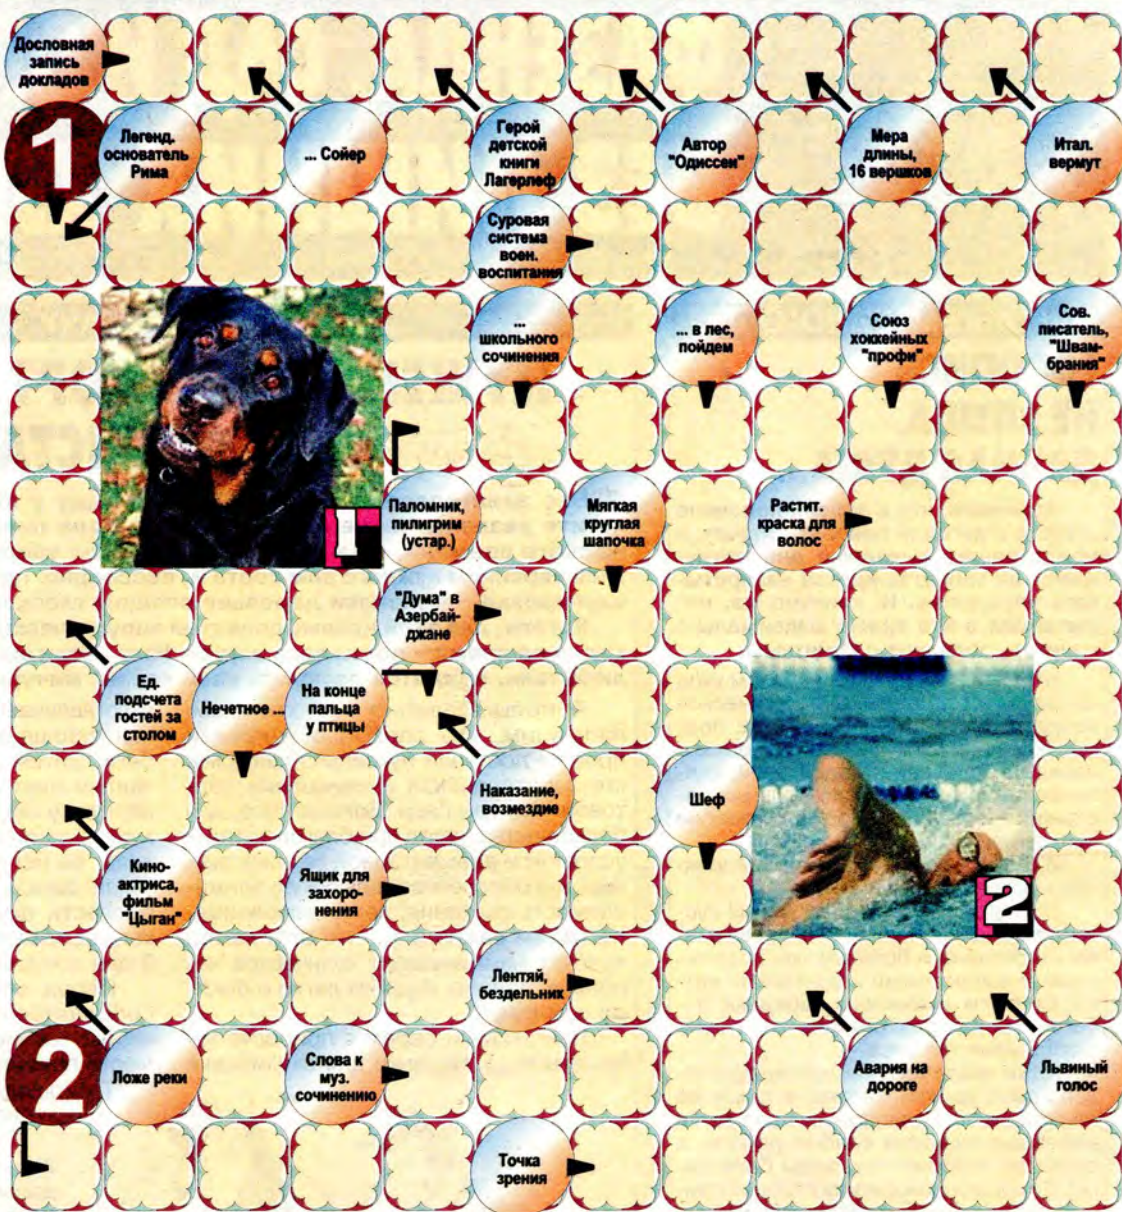 Дословная
запись
докладов
1
Легенд.
основатель
Рима
... Сойер
Герой
детской
книги
Лагерлеф
Автор
"Одиссеи"
Мера
длины,
16 вершков
Итал.
вермут
Суровая
система
воен.
воспитания
...
школьного
сочинения
... в лес,
пойдем
Союз
хоккейных
"профи"
Сов.
писатель,
"Швам-
брания"
1
Паломник,
пилигрим
(устар.)
Мягкая
круглая
шапочка
Растит.
краска для
волос
"Дума" в
Азербай-
джане
Ед.
подсчета
гостей за
столом
Нечетное ...
На конце
пальца
у птицы
Наказание,
возмездие
Шеф
2
Кино-
актриса,
фильм
"Цыган"
Ящик для
захоро-
нения
Лентяй,
бездельник
2
Ложе реки
Слова к
муз.
сочинению
Авария на
дороге
Львиный
голос
Точка
зрения